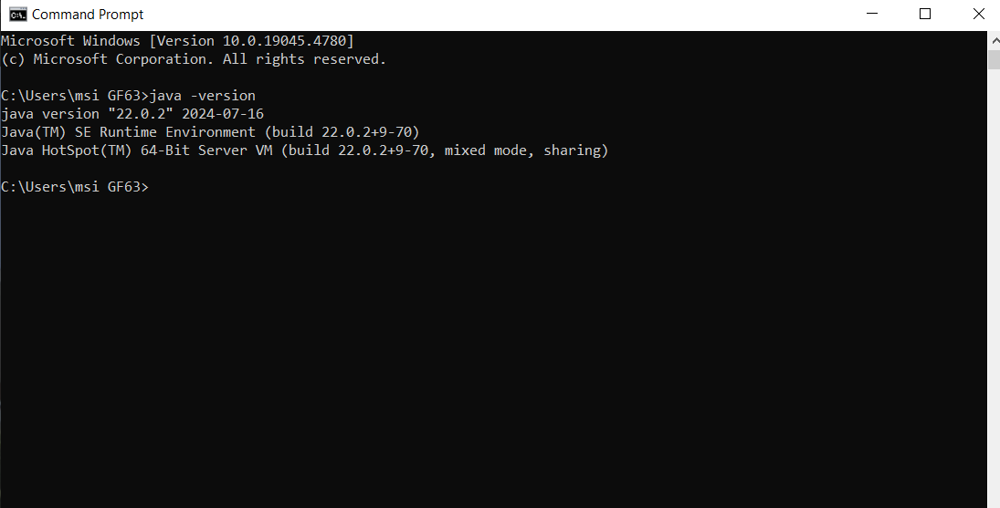 Command Prompt
Microsoft Windows [Version 10.0.19045.4780]
(c) Microsoft Corporation. All rights reserved.
C:\Users\msi GF63>java -version
java version "22.0.2" 2024-07-16
Java(TM) SE Runtime Environment (build 22.0.2+9-70)
Java HotSpot(TM) 64-Bit Server VM (build 22.0.2+9-70, mixed mode, sharing)
C:\Users\msi GF63>